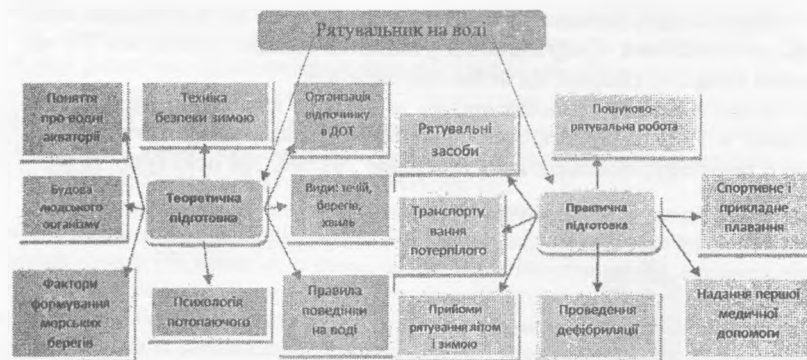 Рятувальник на воді
Поняття
про водні
акваторії
Техніка
безпеки зимою
Організація
відпочинку
в ДОТ
Рятувальні
засоби
Пошуково-
рятувальна робота
Будова
людського
організму
Теоретична
підготовка
Види: течій,
берегів,
хвиль
Транспорту
вання
потерпілого
Практична
підготовка
Спортивне і
прикладне
плавання
Фактори
формування
морських
берегів
Психологія
потопаючого
Правила
поведінки
на воді
Прийоми
рятування літом
і зимою
Проведення
дефібриляції
Надання першої
медичної
допомоги